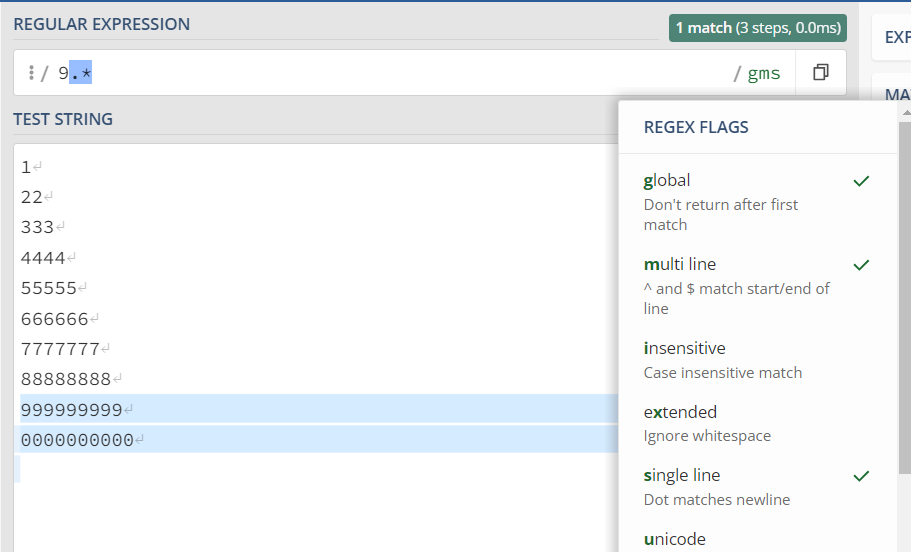 REGULAR EXPRESSION
1 match (3 steps, 0.0ms)
/ 9.* / gms
TEST STRING
1
22
333
4444
55555
666666
7777777
88888888
999999999
0000000000
REGEX FLAGS
global
Don't return after first
match
multi line
^ and $ match start/end of
line
insensitive
Case insensitive match
extended
Ignore whitespace
single line
Dot matches newline
unicode